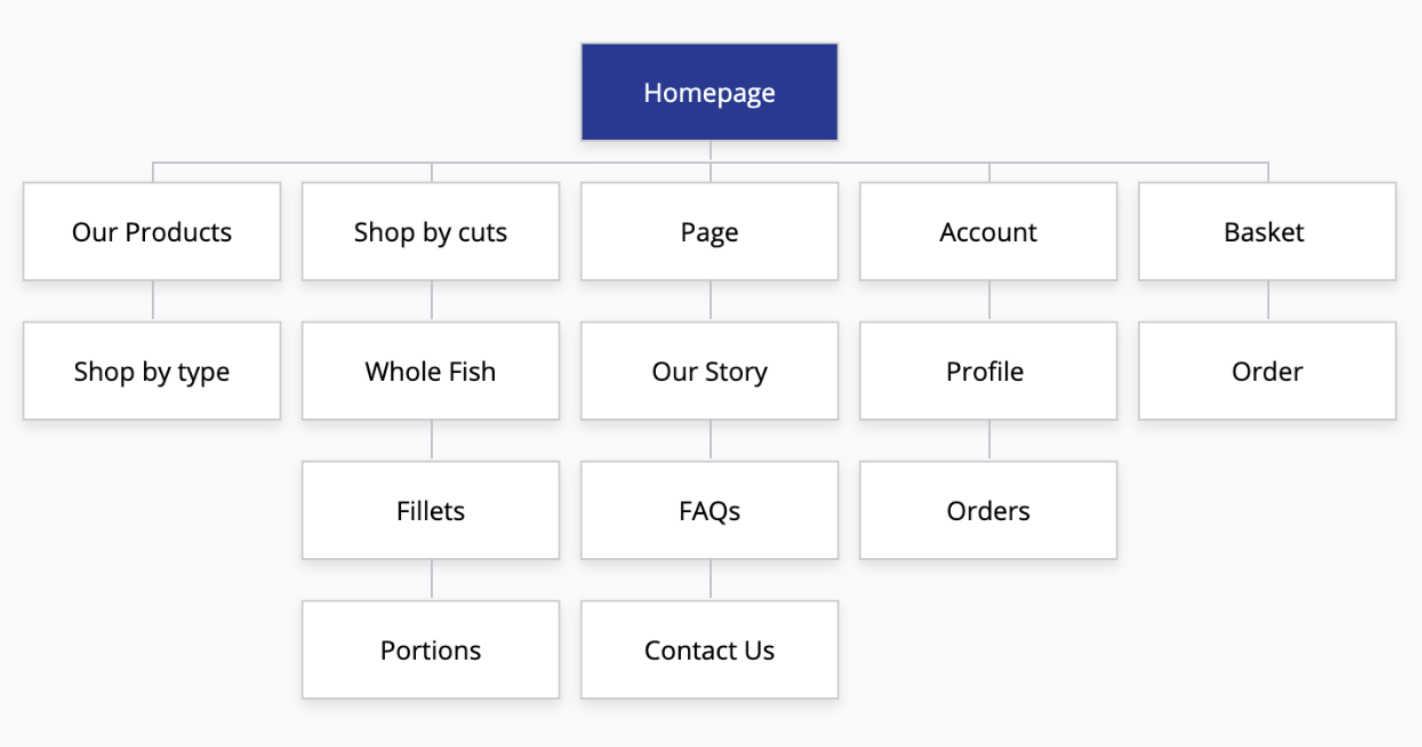 Homepage
Our Products
Shop by cuts
Page
Account
Basket
Shop by type
Whole Fish
Our Story
Profile
Order
Fillets
FAQs
Orders
Portions
Contact Us